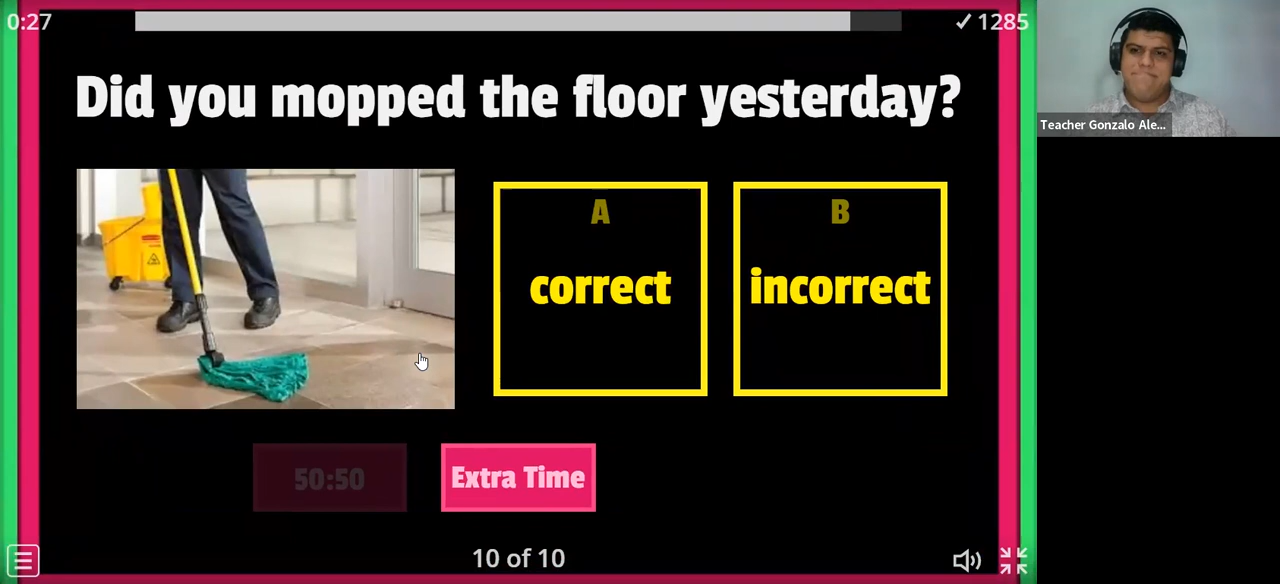 0:27
✓ 1285
Did you mopped the floor yesterday?
A
correct
B
incorrect
50:50
Extra Time
10 of 10
Teacher Gonzalo Ale...